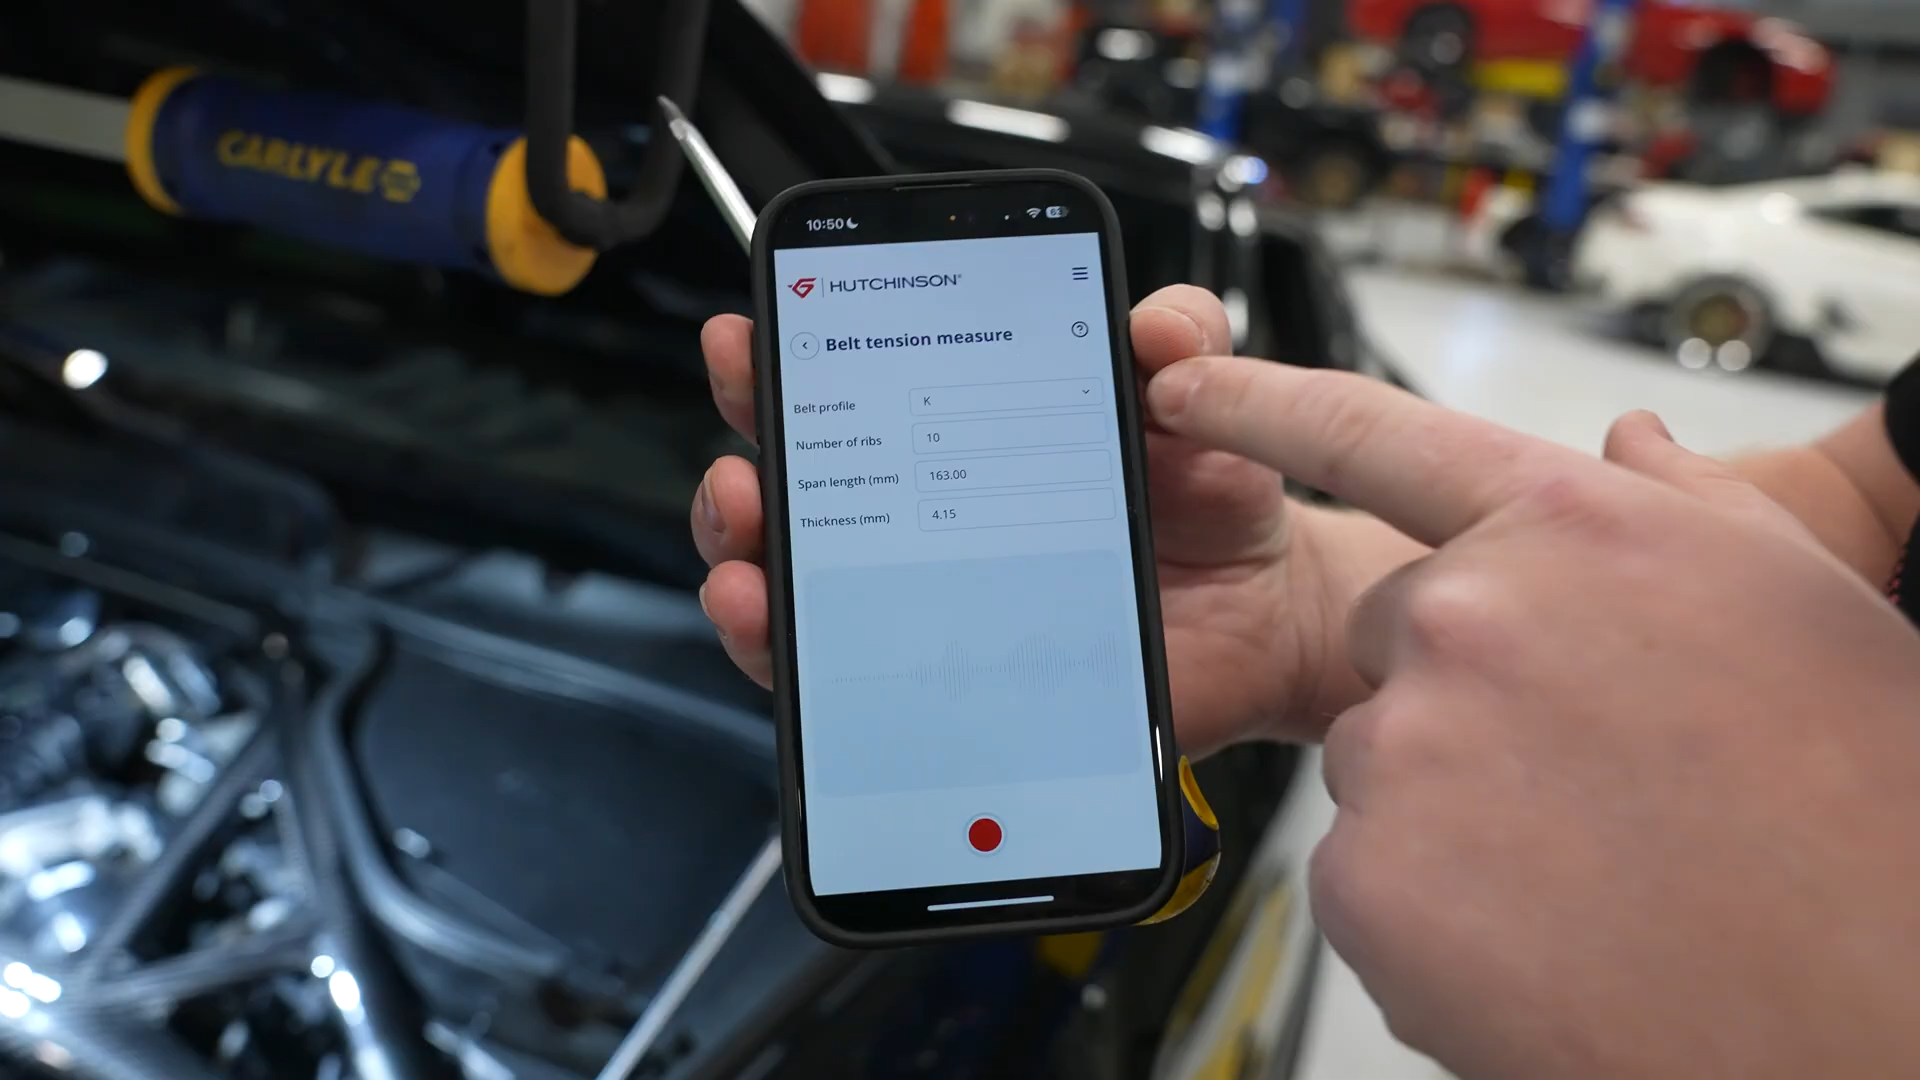 CARLYLE
10:50
63
HUTCHINSON
Belt tension measure
Belt profile K
Number of ribs 10
Span length (mm) 163.00
Thickness (mm) 4.15